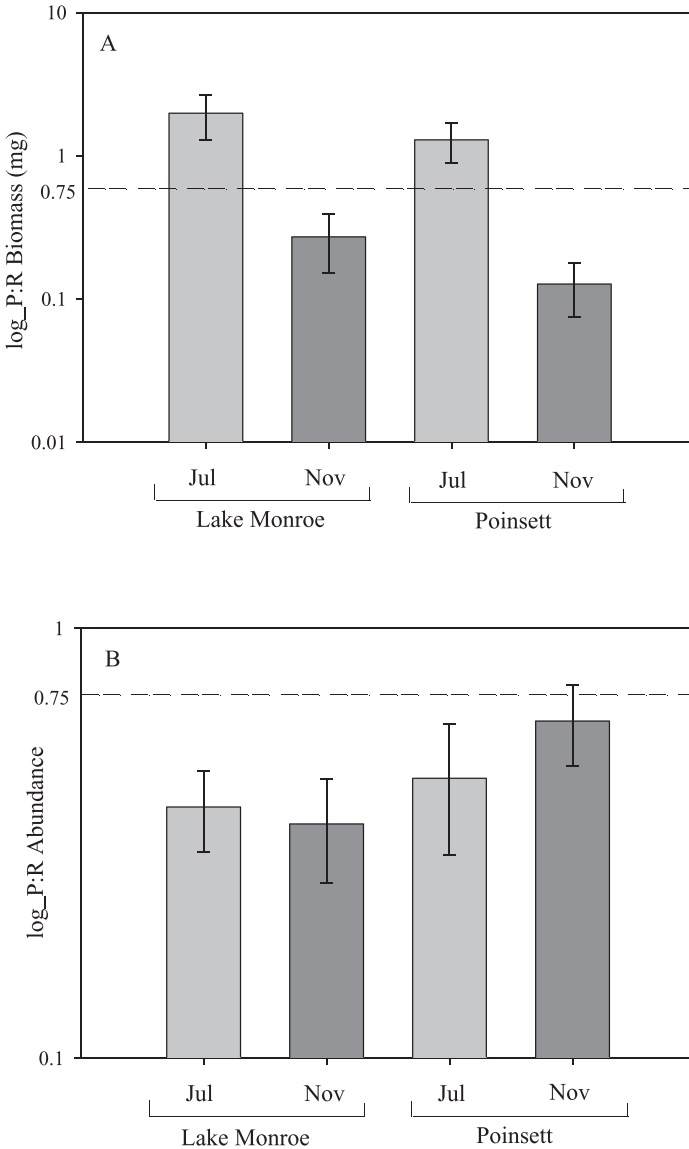 10
A
1
0.75
0.1
0.01
log_P:R Biomass (mg)
Jul Nov Jul Nov
Lake Monroe Poinsett
1
B
0.75
log_P:R Abundance
0.1
Jul Nov Jul Nov
Lake Monroe Poinsett